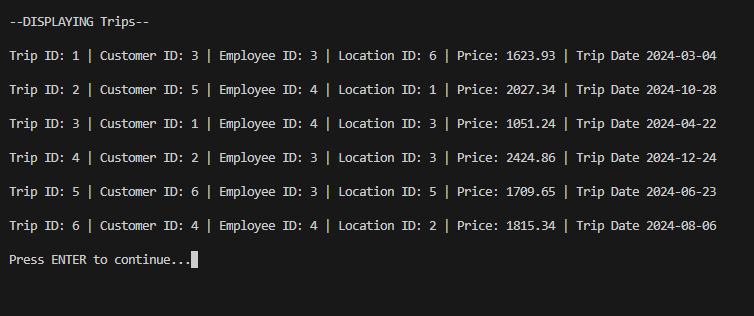 --DISPLAYING Trips--
Trip ID: 1 | Customer ID: 3 | Employee ID: 3 | Location ID: 6 | Price: 1623.93 | Trip Date 2024-03-04
Trip ID: 2 | Customer ID: 5 | Employee ID: 4 | Location ID: 1 | Price: 2027.34 | Trip Date 2024-10-28
Trip ID: 3 | Customer ID: 1 | Employee ID: 4 | Location ID: 3 | Price: 1051.24 | Trip Date 2024-04-22
Trip ID: 4 | Customer ID: 2 | Employee ID: 3 | Location ID: 3 | Price: 2424.86 | Trip Date 2024-12-24
Trip ID: 5 | Customer ID: 6 | Employee ID: 3 | Location ID: 5 | Price: 1709.65 | Trip Date 2024-06-23
Trip ID: 6 | Customer ID: 4 | Employee ID: 4 | Location ID: 2 | Price: 1815.34 | Trip Date 2024-08-06
Press ENTER to continue...